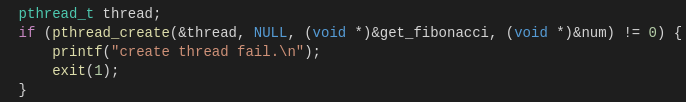 pthread_t thread;
if (pthread_create(&thread, NULL, (void *)&get_fibonacci, (void *)&num) != 0) {
    printf("create thread fail.\n");
    exit(1);
}